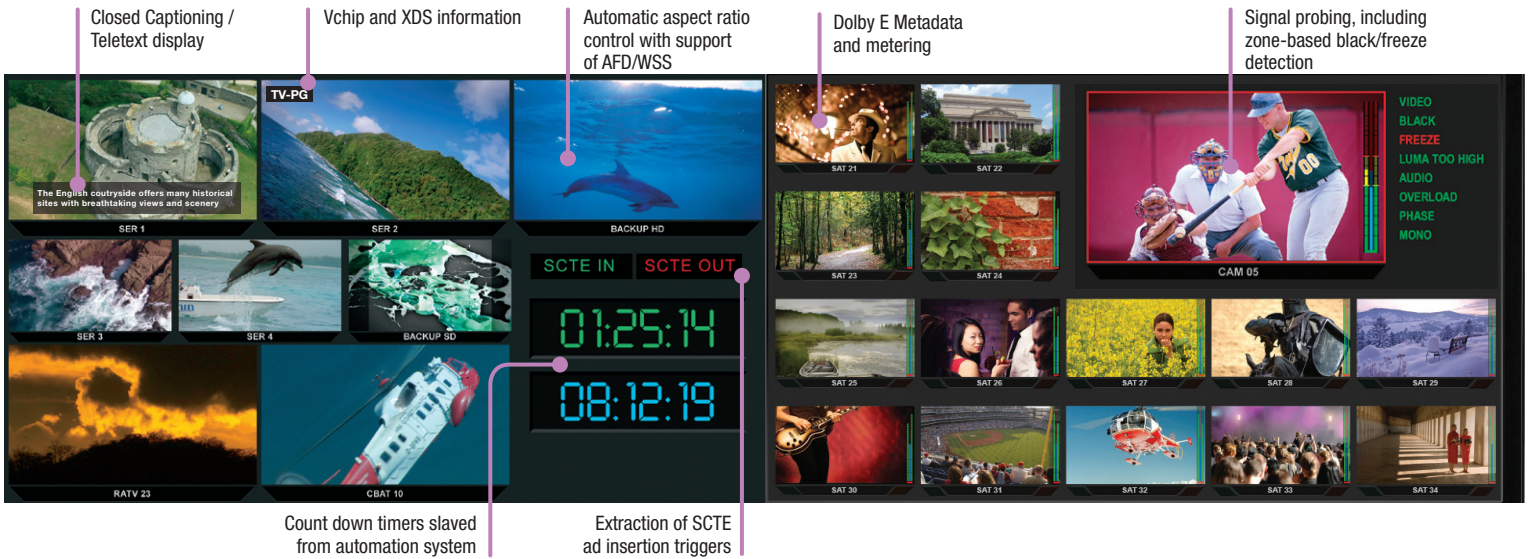 Closed Captioning /
Teletext display
Vchip and XDS information
Automatic aspect ratio
control with support
of AFD/WSS
Dolby E Metadata
and metering
Signal probing, including
zone-based black/freeze
detection
The English coutryside offers many historical
sites with breathtaking views and scenery
SER 1
TV-PG
SER 2
BACKUP HD
SER 3
SER 4
BACKUP SD
SCTE IN
SCTE OUT
01:25:14
08:12:19
RATV 23
CBAT 10
SAT 21
SAT 22
SAT 23
SAT 24
00
CAM 05
VIDEO
BLACK
FREEZE
LUMA TOO HIGH
AUDIO
OVERLOAD
PHASE
MONO
SAT 25
SAT 26
SAT 27
SAT 28
SAT 29
SAT 30
SAT 31
SAT 32
SAT 33
SAT 34
Count down timers slaved
from automation system
Extraction of SCTE
ad insertion triggers